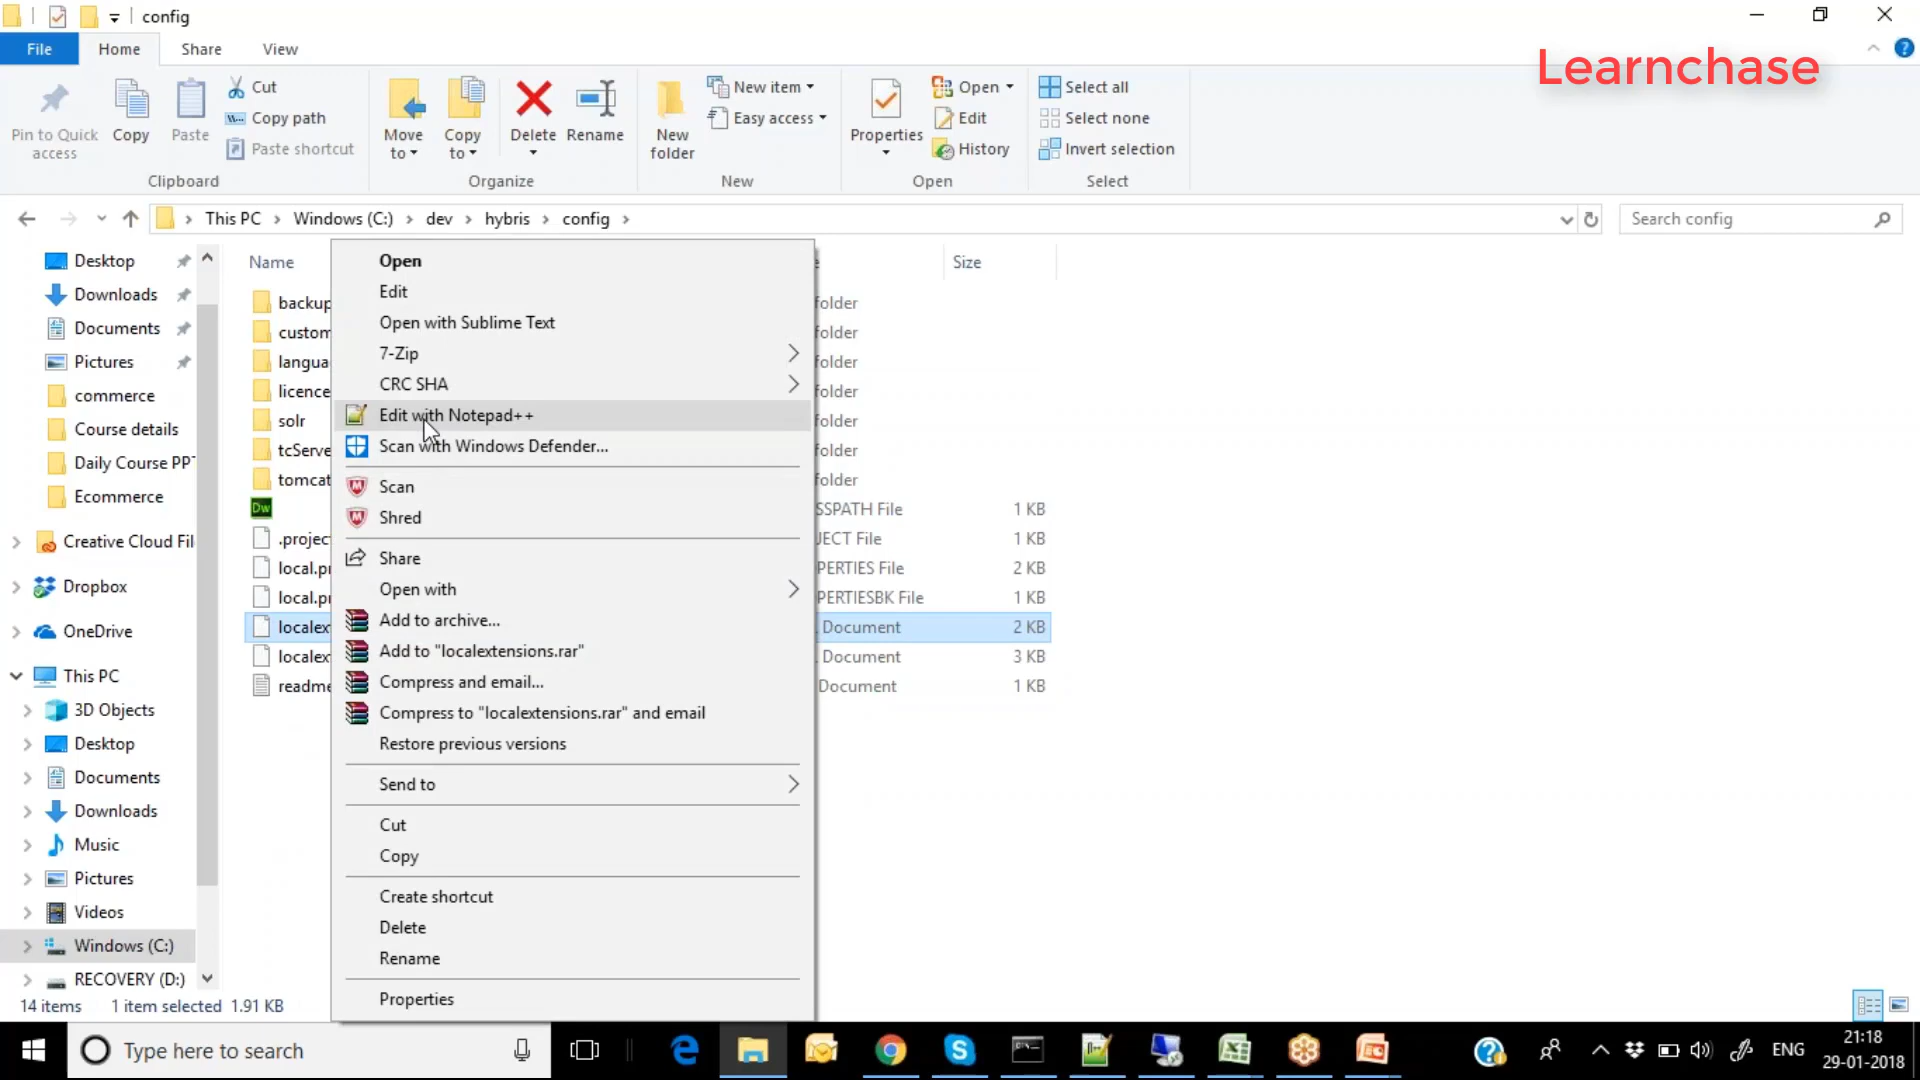 config
File Home Share View
Learnchase
Pin to Quick access
Copy
Paste
Cut
Copy path
Paste shortcut
Clipboard
Move to
Copy to
Delete
Rename
Organize
New folder
New item
Easy access
New
Properties
Open
Edit
History
Open
Select all
Select none
Invert selection
Select
This PC > Windows (C:) > dev > hybris > config >
Search config
Desktop
Downloads
Documents
Pictures
commerce
Course details
Daily Course PPT
Ecommerce
Creative Cloud Fil
Dropbox
OneDrive
This PC
3D Objects
Desktop
Documents
Downloads
Music
Pictures
Videos
Windows (C:)
RECOVERY (D:)
Name Size
backup folder
custom folder
langua folder
licence folder
solr folder
tcServe folder
tomcat folder
Dw SSPATH File 1 KB
.projec JECT File 1 KB
local.pr PERTIES File 2 KB
local.pr PERTIESBK File 1 KB
localex Document 2 KB
localex Document 3 KB
readme Document 1 KB
Open
Edit
Open with Sublime Text
7-Zip
CRC SHA
Edit with Notepad++
Scan with Windows Defender...
Scan
Shred
Share
Open with
Add to archive...
Add to "localextensions.rar"
Compress and email...
Compress to "localextensions.rar" and email
Restore previous versions
Send to
Cut
Copy
Create shortcut
Delete
Rename
Properties
14 items 1 item selected 1.91 KB
Type here to search
ENG
21:18
29-01-2018